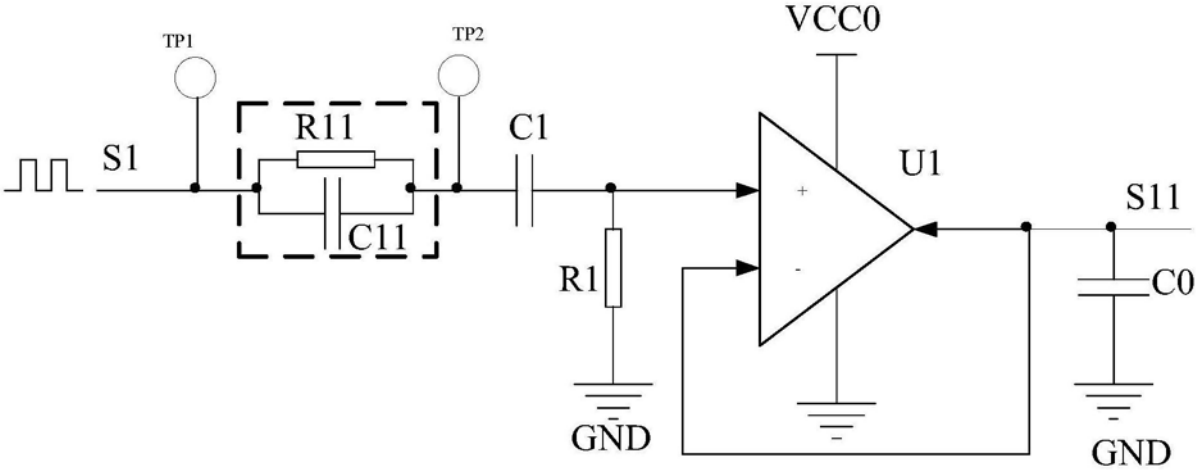 VCC0
TP1
TP2
R11
C1
S1
U1
+
S11
C11
R1
-
C0
GND
GND